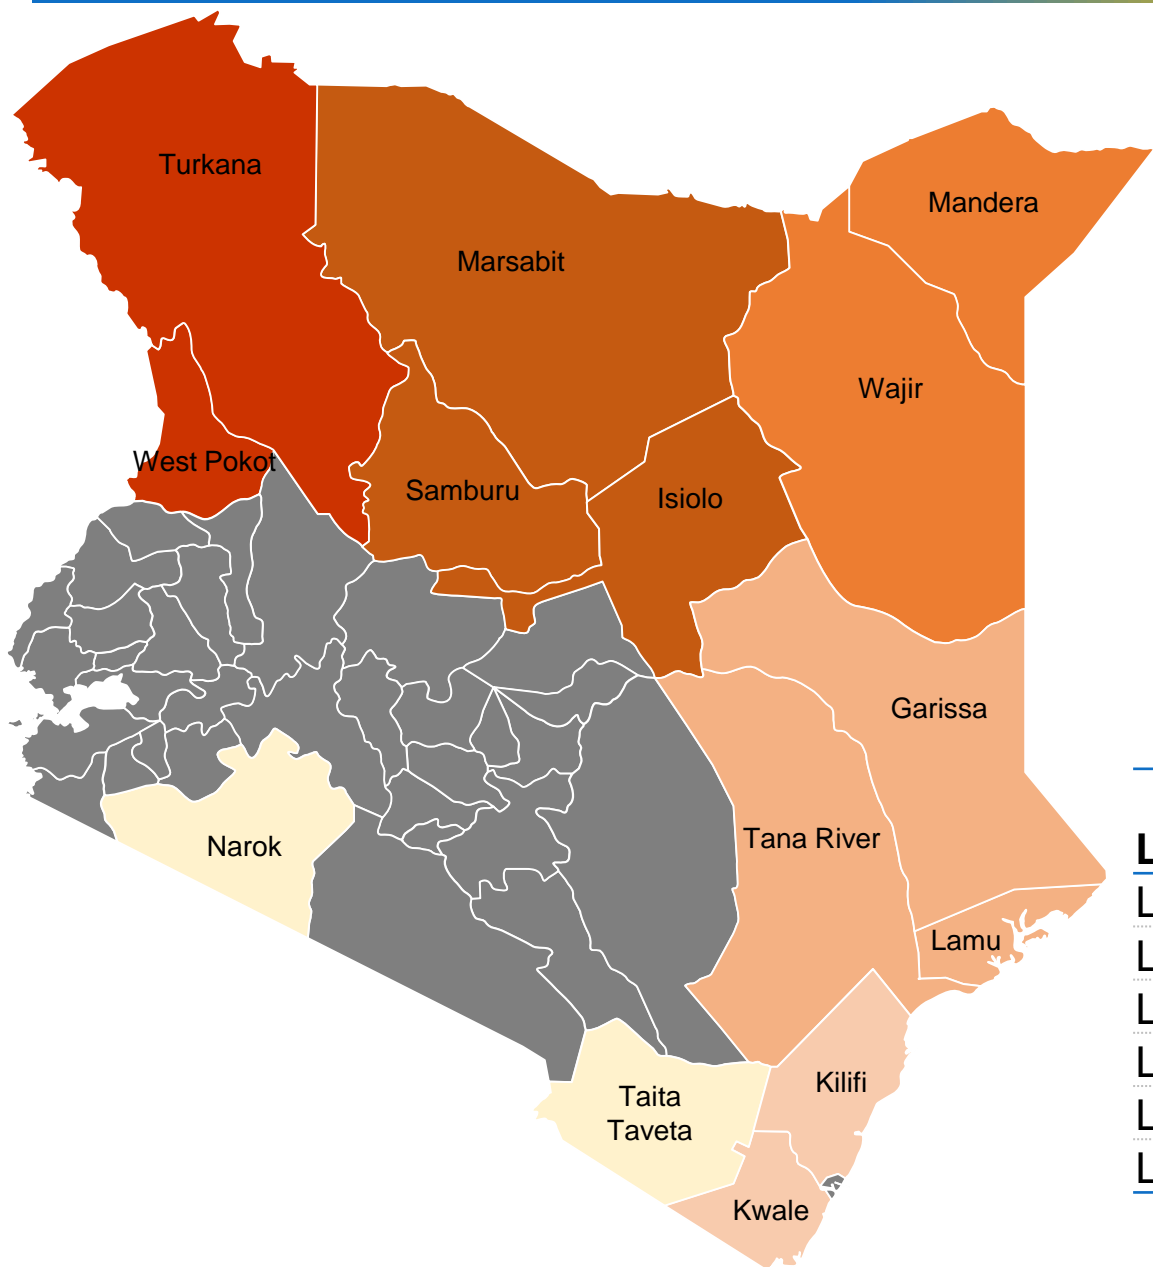 Turkana
Mandera
Marsabit
Wajir
West Pokot
Samburu
Isiolo
Garissa
Tana River
Narok
Lamu
Kilifi
Taita
Taveta
Kwale
L
L
L
L
L
L
L